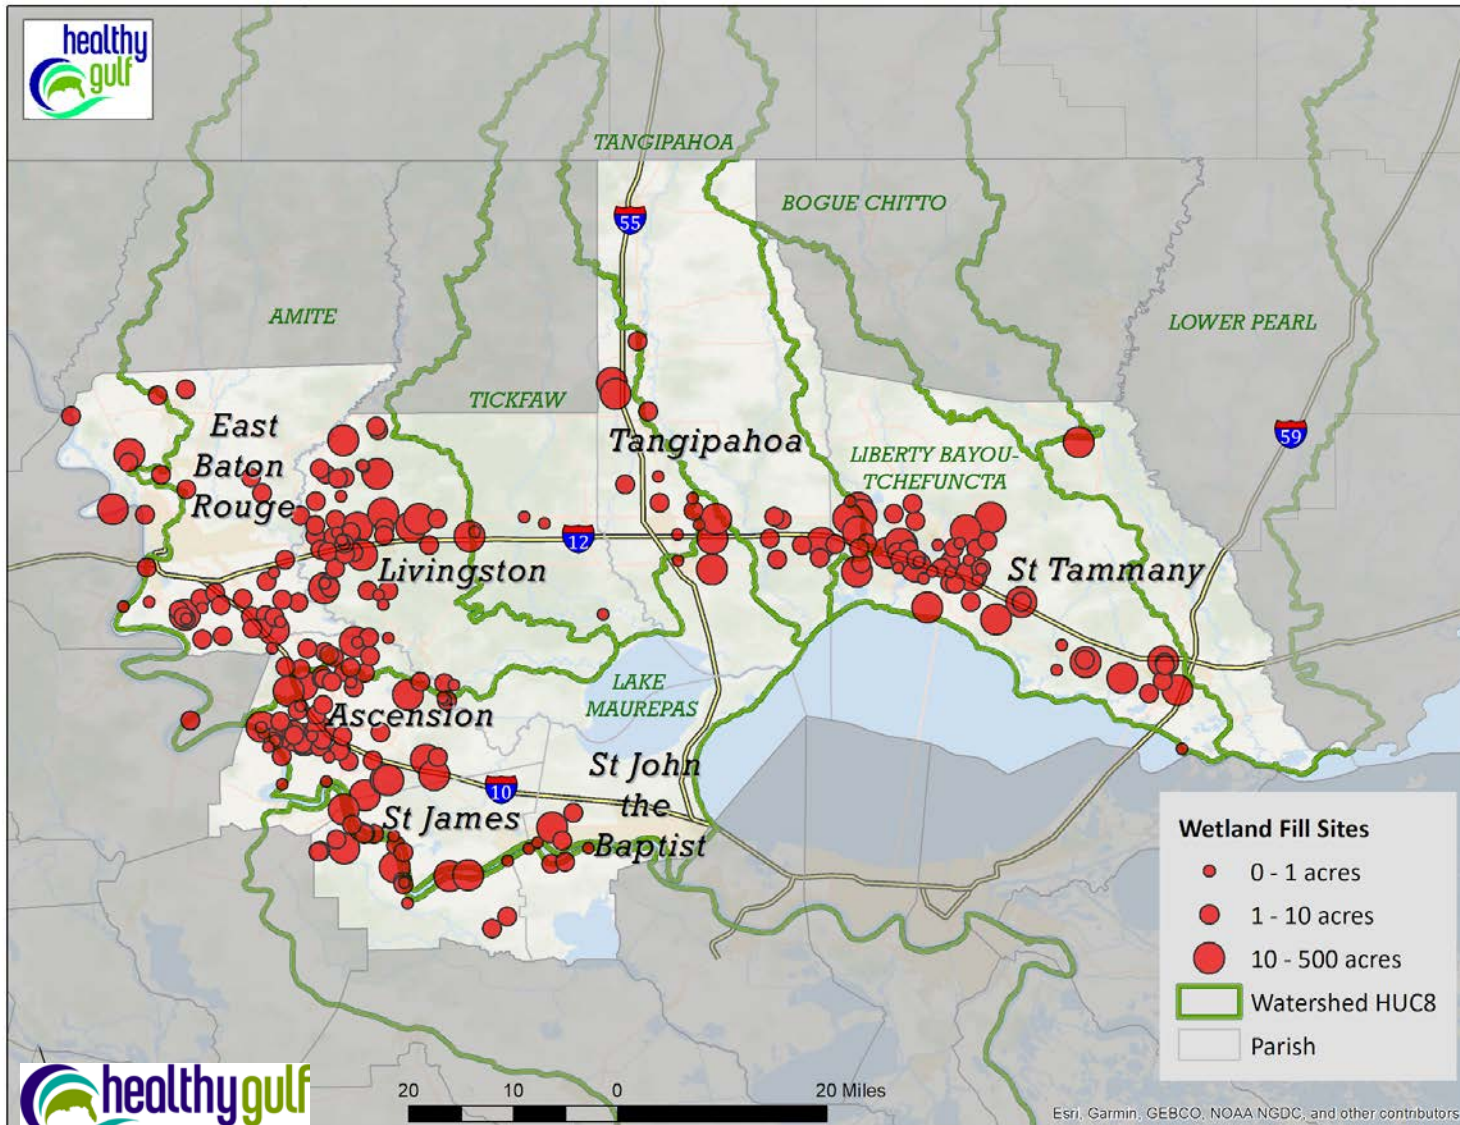 healthy
gulf
TANGIPAHOA
55
BOGUE CHITTO
AMITE
LOWER PEARL
TICKFAW
59
East
Baton
Rouge
Tangipahoa
LIBERTY BAYOU-
TCHEFUNCTA
12
Livingston
St Tammany
LAKE
MAUREPAS
Ascension
St John
the
Baptist
10
St James
Wetland Fill Sites
0 - 1 acres
1 - 10 acres
10 - 500 acres
Watershed HUC8
Parish
healthy gulf
20 10 0 20 Miles
Esri, Garmin, GEBCO, NOAA NGDC, and other contributors